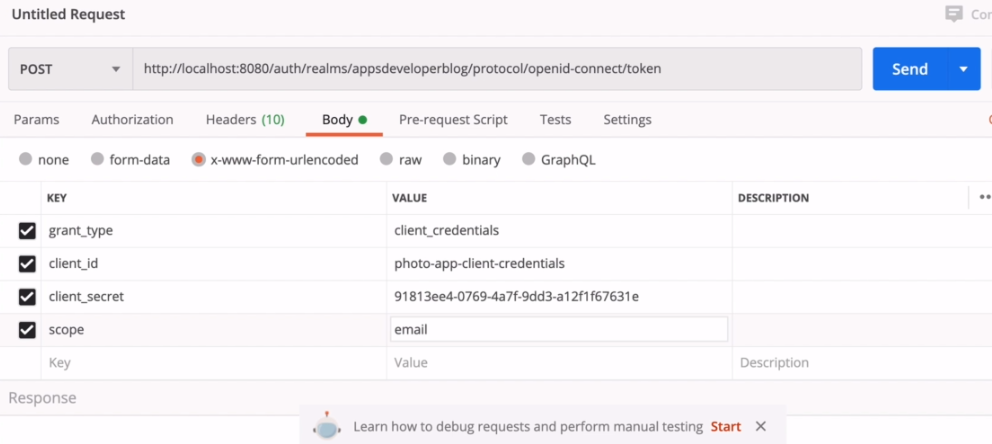 Untitled Request
POST http://localhost:8080/auth/realms/appsdeveloperblog/protocol/openid-connect/token Send
Params Authorization Headers (10) Body Pre-request Script Tests Settings
none form-data x-www-form-urlencoded raw binary GraphQL
KEY VALUE DESCRIPTION
grant_type client_credentials
client_id photo-app-client-credentials
client_secret 91813ee4-0769-4a7f-9dd3-a12f1f67631e
scope email
Key Value Description
Response
Learn how to debug requests and perform manual testing Start